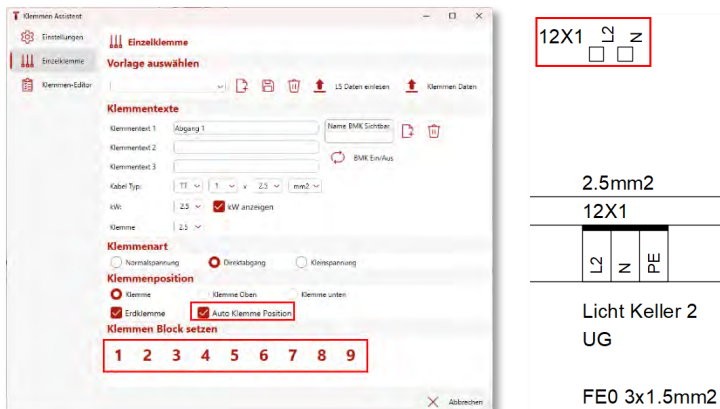 Klemmen Assistent
Einstellungen
Einzelklemme
Klemmen-Editor
Einzelklemme
Vorlage auswählen
LS Daten einlesen
Klemmen Daten
Klemmentexte
Klemmentext 1
Abgang 1
Name BMK Sichtbar
Klemmentext 2
BMK Ein/Aus
Klemmentext 3
Kabel Typ:
TT
1
x
2.5
mm2
kW:
2.5
kW anzeigen
Klemme
2.5
Klemmenart
Normalspannung
Direktabgang
Kleinspannung
Klemmenposition
Klemme
Klemme Oben
Klemme unten
Erdklemme
Auto Klemme Position
Klemmen Block setzen
1 2 3 4 5 6 7 8 9
Abbrechen
12X1 L2 N
2.5mm2
12X1
L2 N PE
Licht Keller 2
UG
FE0 3x1.5mm2